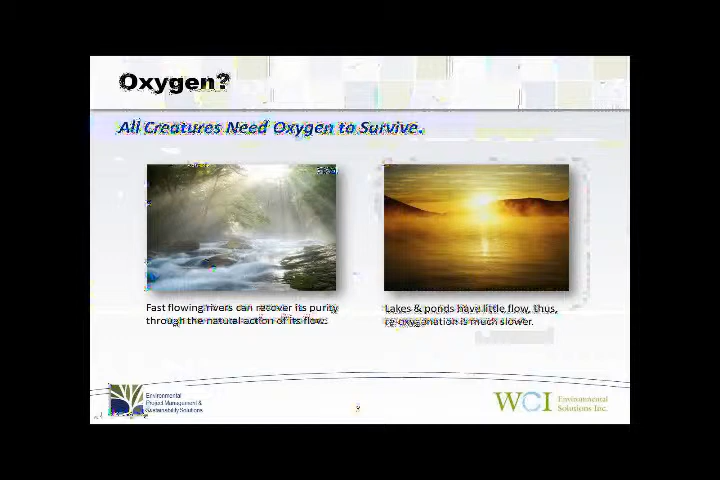 Oxygen?
All Creatures Need Oxygen to Survive.
Fast flowing rivers can recover its purity
through the natural action of its flow.
Lakes & ponds have little flow, thus,
re-oxygenation is much slower.
Environmental
Project Management &
Sustainability Solutions
WCI Environmental
Solutions Inc.